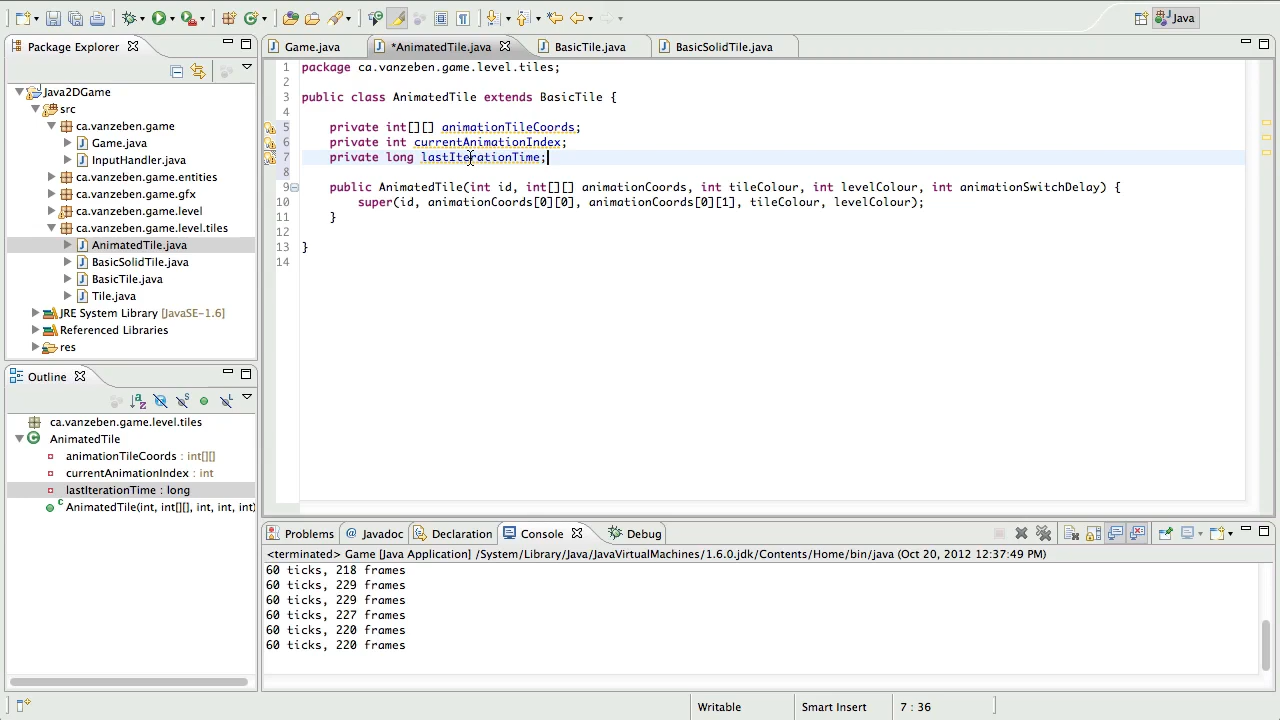 Java
Package Explorer
Game.java
*AnimatedTile.java
BasicTile.java
BasicSolidTile.java
Java2DGame
src
ca.vanzeben.game
Game.java
InputHandler.java
ca.vanzeben.game.entities
ca.vanzeben.game.gfx
ca.vanzeben.game.level
ca.vanzeben.game.level.tiles
AnimatedTile.java
BasicSolidTile.java
BasicTile.java
Tile.java
JRE System Library [JavaSE-1.6]
Referenced Libraries
res
1 package ca.vanzeben.game.level.tiles;
2
3 public class AnimatedTile extends BasicTile {
4
5 private int[][] animationTileCoords;
6 private int currentAnimationIndex;
7 private long lastIterationTime;
8
9 public AnimatedTile(int id, int[][] animationCoords, int tileColour, int levelColour, int animationSwitchDelay) {
10 super(id, animationCoords[0][0], animationCoords[0][1], tileColour, levelColour);
11 }
12
13 }
14
Outline
ca.vanzeben.game.level.tiles
AnimatedTile
animationTileCoords : int[][]
currentAnimationIndex : int
lastIterationTime : long
AnimatedTile(int, int[][], int, int, int)
Problems
Javadoc
Declaration
Console
Debug
<terminated> Game [Java Application] /System/Library/Java/JavaVirtualMachines/1.6.0.jdk/Contents/Home/bin/java (Oct 20, 2012 12:37:49 PM)
60 ticks, 218 frames
60 ticks, 229 frames
60 ticks, 229 frames
60 ticks, 227 frames
60 ticks, 220 frames
60 ticks, 220 frames
Writable
Smart Insert
7 : 36